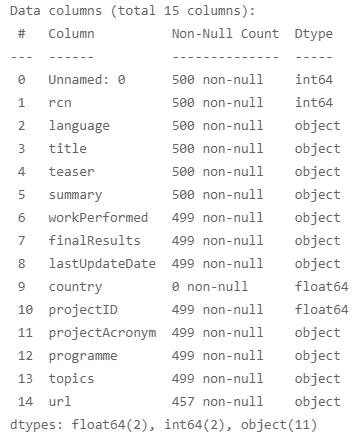 Data columns (total 15 columns):
#   Column   Non-Null Count   Dtype
---  ------  --------------  -----
0   Unnamed: 0   500 non-null   int64
1   rcn   500 non-null   int64
2   language   500 non-null   object
3   title   500 non-null   object
4   teaser   500 non-null   object
5   summary   500 non-null   object
6   workPerformed   499 non-null   object
7   finalResults   499 non-null   object
8   lastUpdateDate   499 non-null   object
9   country   0 non-null   float64
10   projectID   499 non-null   float64
11   projectAcronym   499 non-null   object
12   programme   499 non-null   object
13   topics   499 non-null   object
14   url   457 non-null   object
dtypes: float64(2), int64(2), object(11)